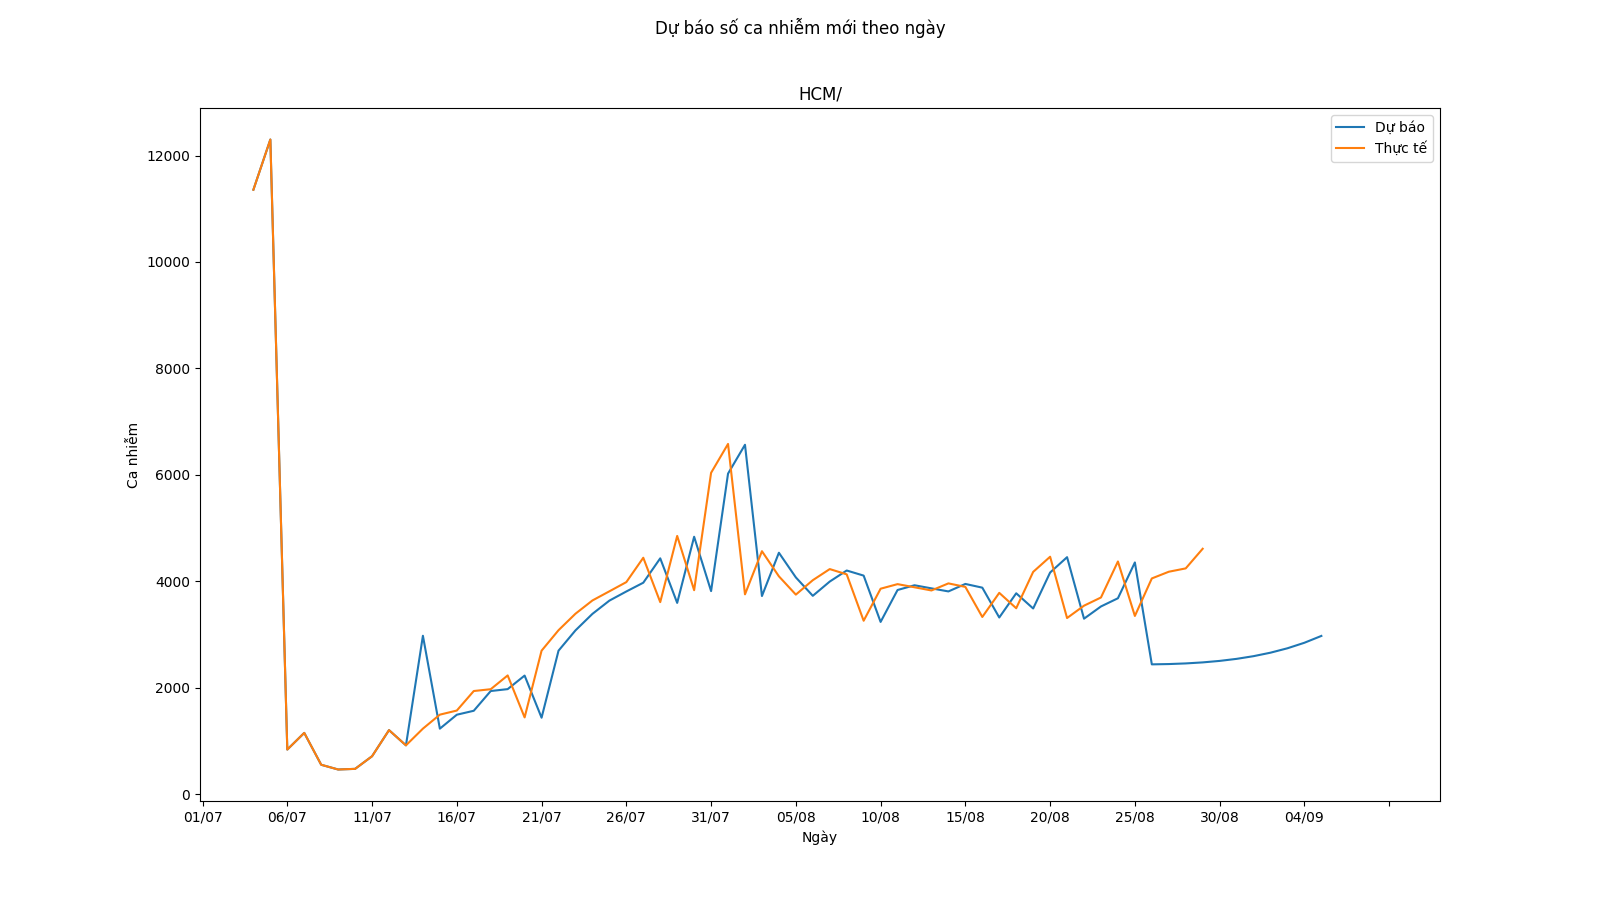 Dự báo số ca nhiễm mới theo ngày
HCM/
Dự báo
Thực tế
12000
10000
8000
6000
4000
2000
0
Ca nhiễm
01/07 06/07 11/07 16/07 21/07 26/07 31/07 05/08 10/08 15/08 20/08 25/08 30/08 04/09
Ngày